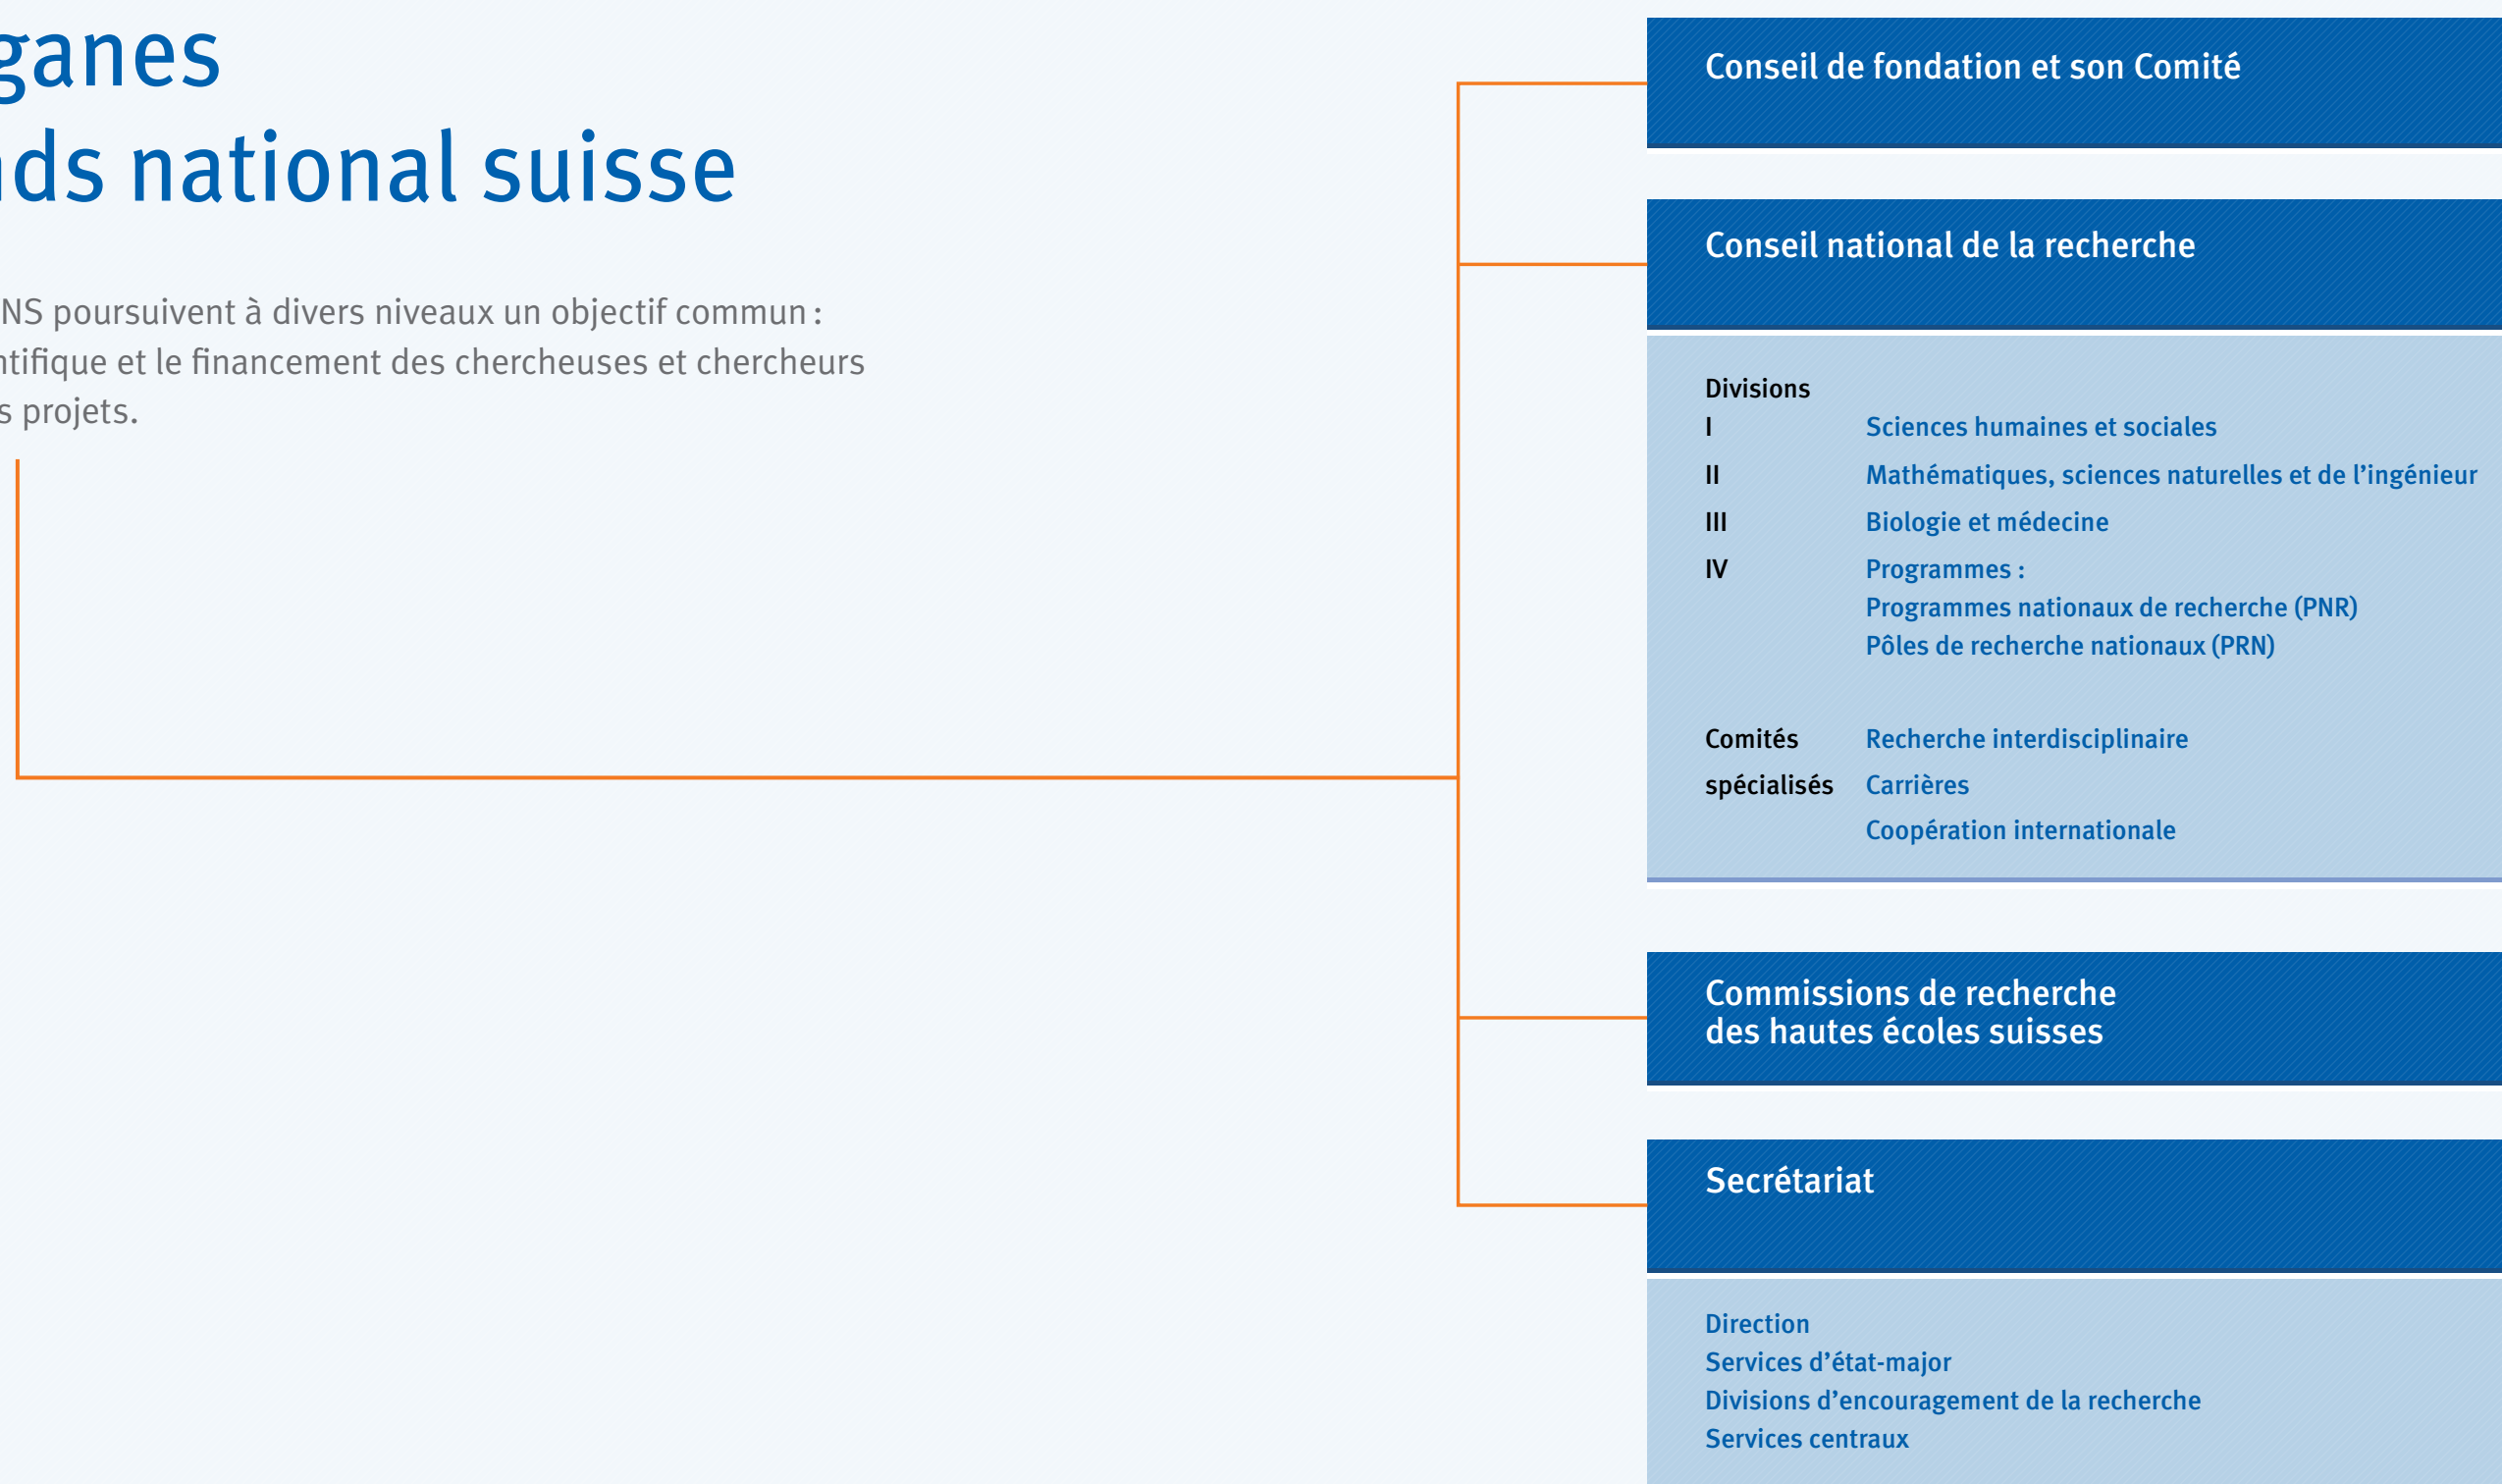 ganes
nds national suisse
NS poursuivent à divers niveaux un objectif commun :
ntifique et le financement des chercheuses et chercheurs
s projets.
Conseil de fondation et son Comité
Conseil national de la recherche
Divisions
I Sciences humaines et sociales
II Mathématiques, sciences naturelles et de l’ingénieur
III Biologie et médecine
IV Programmes :
Programmes nationaux de recherche (PNR)
Pôles de recherche nationaux (PRN)
Comités Recherche interdisciplinaire
spécialisés Carrières
Coopération internationale
Commissions de recherche
des hautes écoles suisses
Secrétariat
Direction
Services d’état-major
Divisions d’encouragement de la recherche
Services centraux